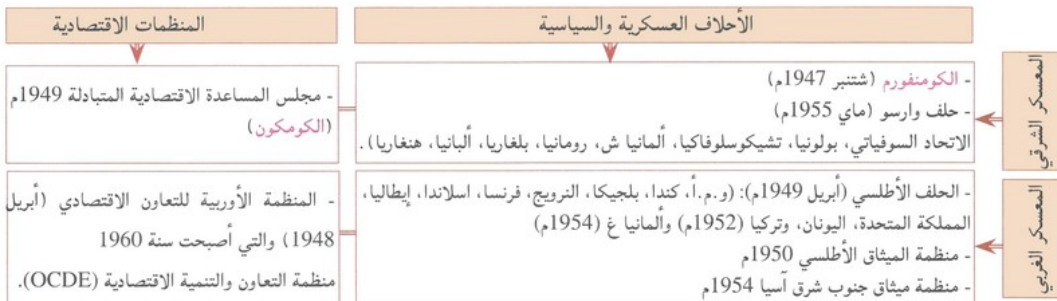 الأحلاف العسكرية والسياسية
المنظمات الاقتصادية
المعسكر الشرقي
- الكومنفورم (شتنبر 1947م)
- حلف وارسو (ماي 1955م)
الاتحاد السوفياتي، بولونيا، تشيكوسلوفاكيا، ألمانيا ش، رومانيا، بلغاريا، ألبانيا، هنغاريا).
- مجلس المساعدة الاقتصادية المتبادلة 1949م
(الكومكون)
المعسكر الغربي
- الحلف الأطلسي (أبريل 1949م): (و.م.أ، كندا، بلجيكا، النرويج، فرنسا، اسلاندا، إيطاليا،
المملكة المتحدة، اليونان، وتركيا (1952م) وألمانيا غ (1954م)
- منظمة الميثاق الأطلسي 1950م
- منظمة ميثاق جنوب شرق آسيا 1954م
- المنظمة الأوربية للتعاون الاقتصادي (أبريل
1948) والتي أصبحت سنة 1960
منظمة التعاون والتنمية الاقتصادية (OCDE).